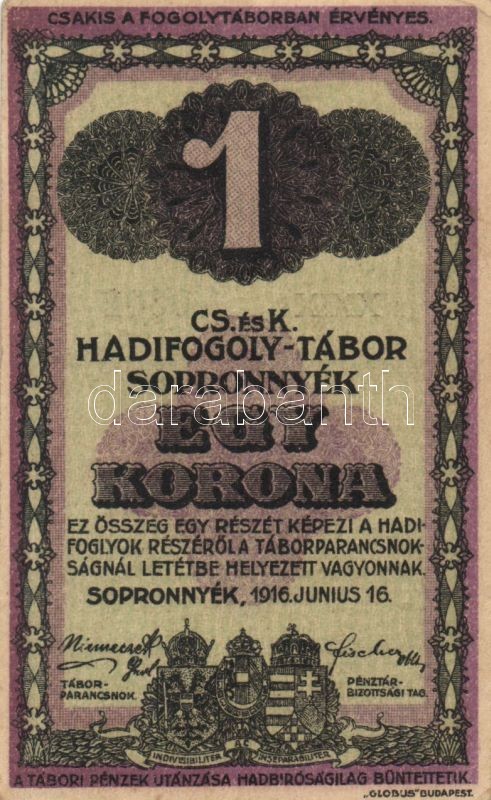 CSAKIS A FOGOLYTÁBORBAN ÉRVÉNYES.
1
CS. ÉS K.
HADIFOGOLY-TÁBOR
SOPRONNYÉK
darabanth
EGY
KORONA
EZ ÖSSZEG EGY RÉSZÉT KÉPEZI A HADI-
FOGLYOK RÉSZÉRŐL A TÁBORPARANCSNOK-
SÁGNÁL LETÉTBE HELYEZETT VAGYONNAK.
SOPRONNYÉK, 1916. JUNIUS 16.
TÁBOR-
PARANCSNOK.
PÉNZTÁR-
BIZOTTSÁGI TAG.
INDIVISIBILITER AC INSEPARABILITER
A TÁBORI PÉNZEK UTÁNZÁSA HADBIRÓSÁGILAG BÜNTETTETIK.
„GLOBUS" BUDAPEST.